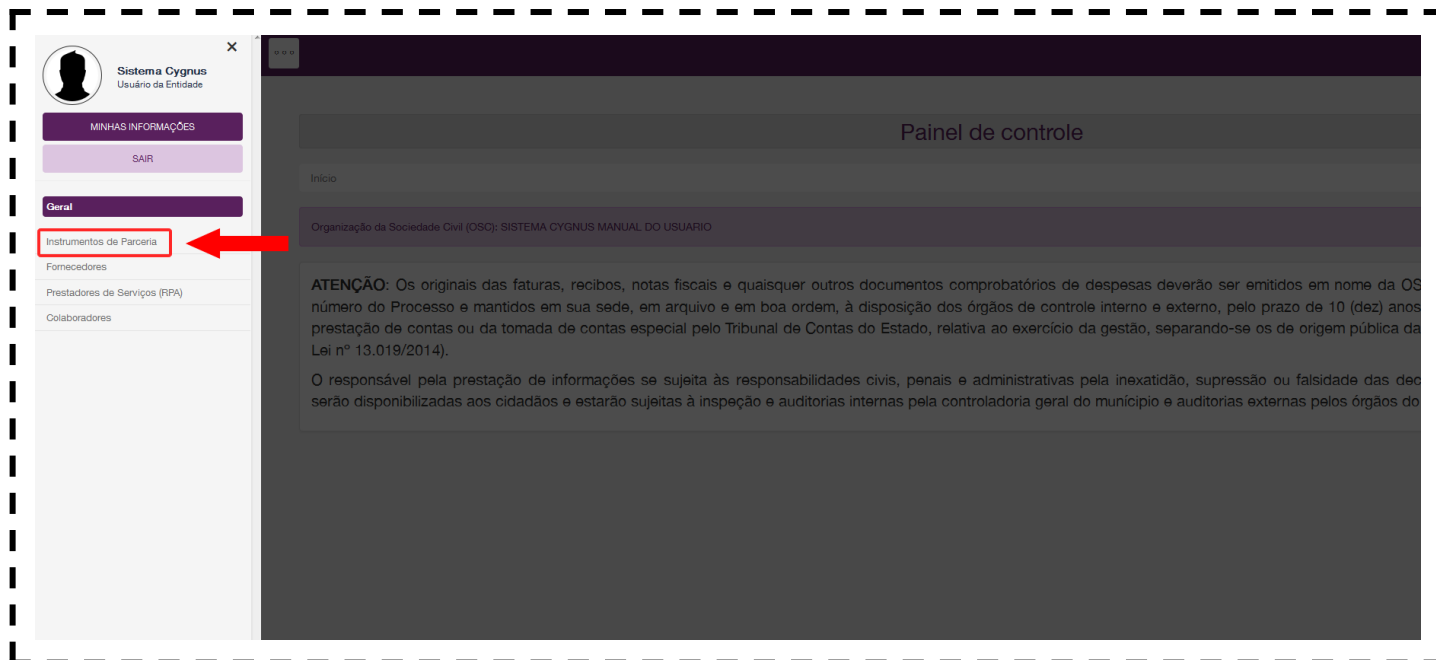 ×
Sistema Cygnus
Usuário da Entidade
MINHAS INFORMAÇÕES
SAIR
Geral
Instrumentos de Parceria
Fornecedores
Prestadores de Serviços (RPA)
Colaboradores
Painel de controle
Início
Organização da Sociedade Civil (OSC): SISTEMA CYGNUS MANUAL DO USUARIO
ATENÇÃO: Os originais das faturas, recibos, notas fiscais e quaisquer outros documentos comprobatórios de despesas deverão ser emitidos em nome da OS
número do Processo e mantidos em sua sede, em arquivo e em boa ordem, à disposição dos órgãos de controle interno e externo, pelo prazo de 10 (dez) anos
prestação de contas ou da tomada de contas especial pelo Tribunal de Contas do Estado, relativa ao exercício da gestão, separando-se os de origem pública da
Lei nº 13.019/2014).
O responsável pela prestação de informações se sujeita às responsabilidades civis, penais e administrativas pela inexatidão, supressão ou falsidade das dec
serão disponibilizadas aos cidadãos e estarão sujeitas à inspeção e auditorias internas pela controladoria geral do munícipio e auditorias externas pelos órgãos do